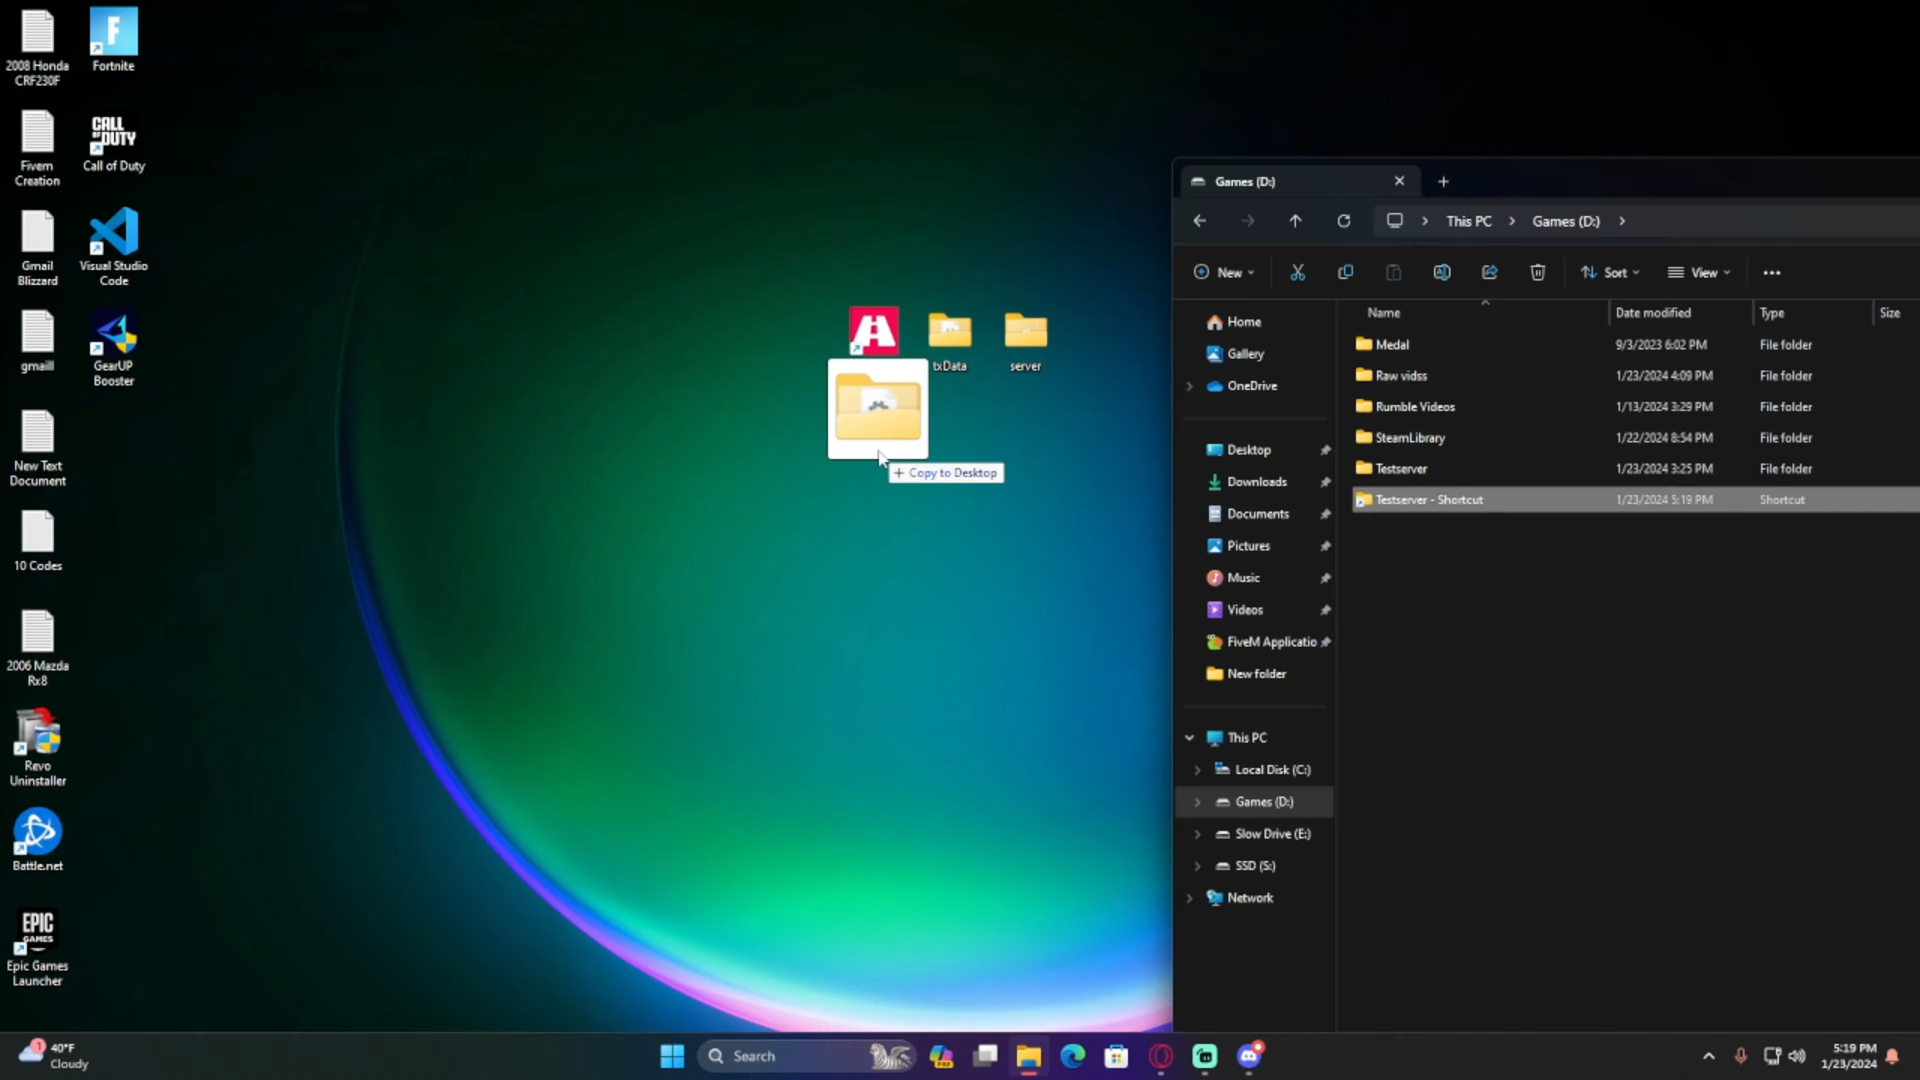 2008 Honda
CRF230F
Fortnite
Fivem
Creation
CALL
OF DUTY
Call of Duty
Gmail
Blizzard
Visual Studio
Code
gmaill
GearUP
Booster
New Text
Document
10 Codes
2006 Mazda
Rx8
Revo
Uninstaller
Battle.net
EPIC
GAMES
Epic Games
Launcher
txData
server
+ Copy to Desktop
Games (D:)
This PC > Games (D:) >
New
Sort
View
Name Date modified Type Size
Medal 9/3/2023 6:02 PM File folder
Raw vidss 1/23/2024 4:09 PM File folder
Rumble Videos 1/13/2024 3:29 PM File folder
SteamLibrary 1/22/2024 8:54 PM File folder
Testserver 1/23/2024 3:25 PM File folder
Testserver - Shortcut 1/23/2024 5:19 PM Shortcut
Home
Gallery
OneDrive
Desktop
Downloads
Documents
Pictures
Music
Videos
FiveM Applicatio
New folder
This PC
Local Disk (C:)
Games (D:)
Slow Drive (E:)
SSD (S:)
Network
1
40°F
Cloudy
Search
5:19 PM
1/23/2024